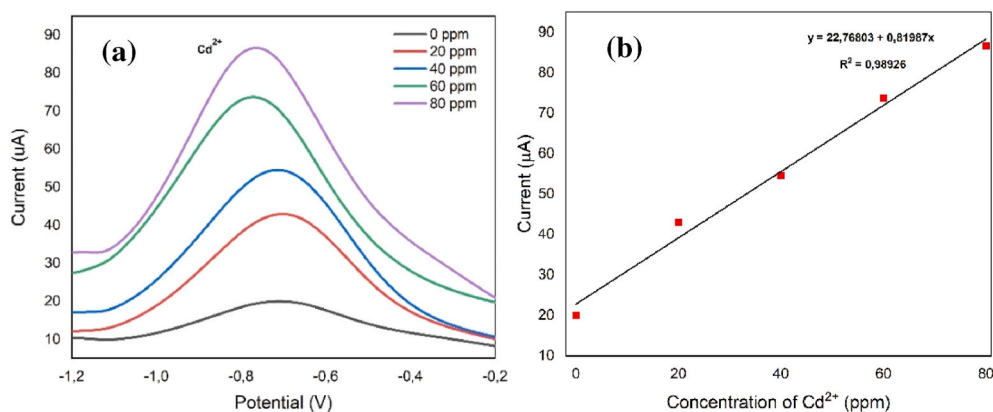 (a)
Cd²⁺
0 ppm
20 ppm
40 ppm
60 ppm
80 ppm
Current (uA)
90
80
70
60
50
40
30
20
10
-1,2 -1,0 -0,8 -0,6 -0,4 -0,2
Potential (V)
(b)
y = 22,76803 + 0,81987x
R² = 0,98926
Current (μA)
90
80
70
60
50
40
30
20
10
0 20 40 60 80
Concentration of Cd²⁺ (ppm)